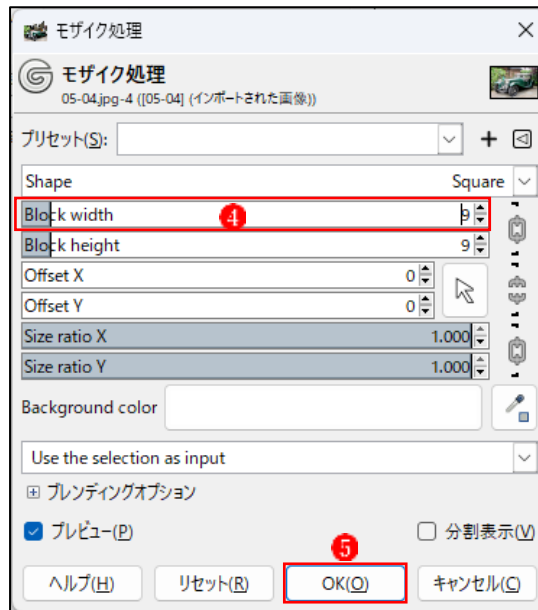 モザイク処理
モザイク処理
05-04.jpg-4 ([05-04] (インポートされた画像))
プリセット(S):
Shape Square
Block width 4 9
Block height 9
Offset X 0
Offset Y 0
Size ratio X 1.000
Size ratio Y 1.000
Background color
Use the selection as input
ブレンディングオプション
プレビュー(P) 分割表示(V)
5
ヘルプ(H) リセット(R) OK(O) キャンセル(C)